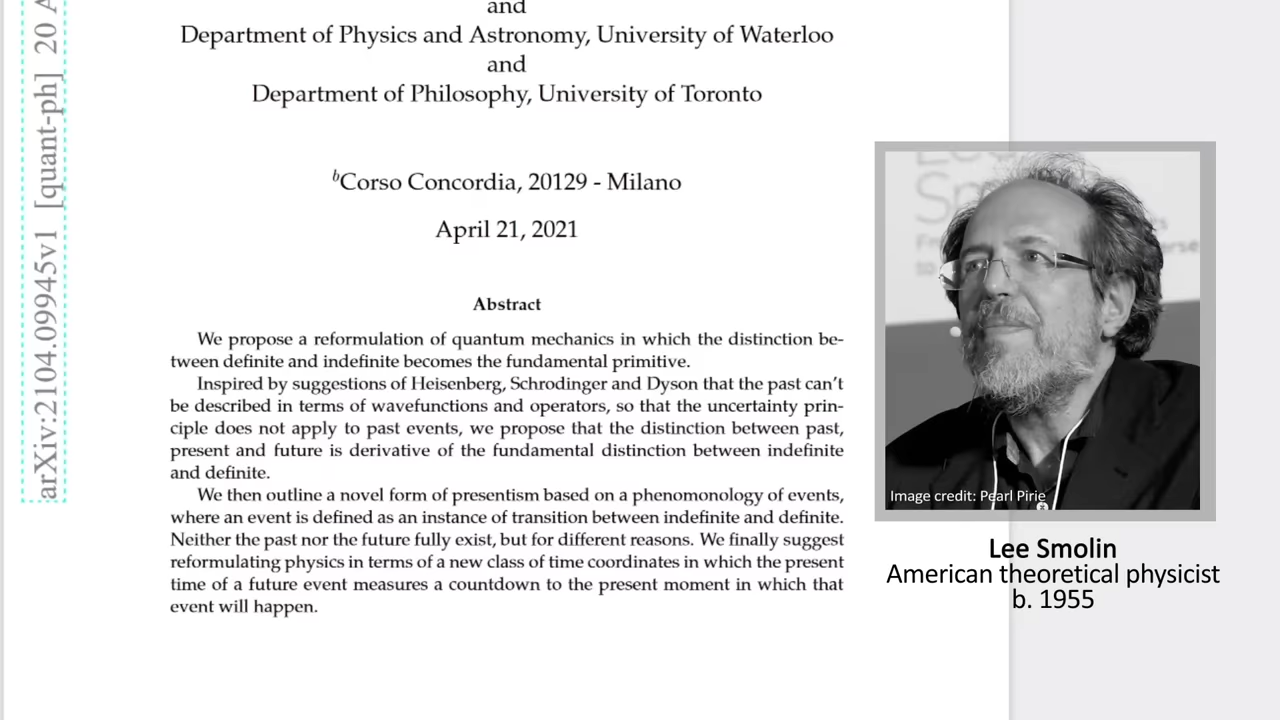 and
Department of Physics and Astronomy, University of Waterloo
and
Department of Philosophy, University of Toronto
bCorso Concordia, 20129 - Milano
April 21, 2021
Abstract
We propose a reformulation of quantum mechanics in which the distinction be-
tween definite and indefinite becomes the fundamental primitive.
Inspired by suggestions of Heisenberg, Schrodinger and Dyson that the past can't
be described in terms of wavefunctions and operators, so that the uncertainty prin-
ciple does not apply to past events, we propose that the distinction between past,
present and future is derivative of the fundamental distinction between indefinite
and definite.
We then outline a novel form of presentism based on a phenomonology of events,
where an event is defined as an instance of transition between indefinite and definite.
Neither the past nor the future fully exist, but for different reasons. We finally suggest
reformulating physics in terms of a new class of time coordinates in which the present
time of a future event measures a countdown to the present moment in which that
event will happen.
arXiv:2104.09945v1 [quant-ph] 20 A
Image credit: Pearl Pirie
Lee Smolin
American theoretical physicist
b. 1955